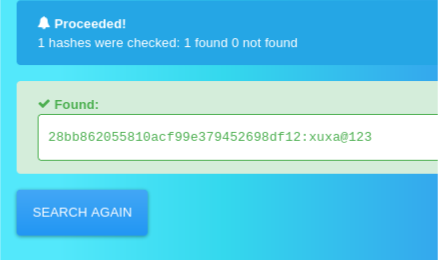 Proceeded!
1 hashes were checked: 1 found 0 not found
Found:
28bb862055810acf99e379452698df12:xuxa@123
SEARCH AGAIN